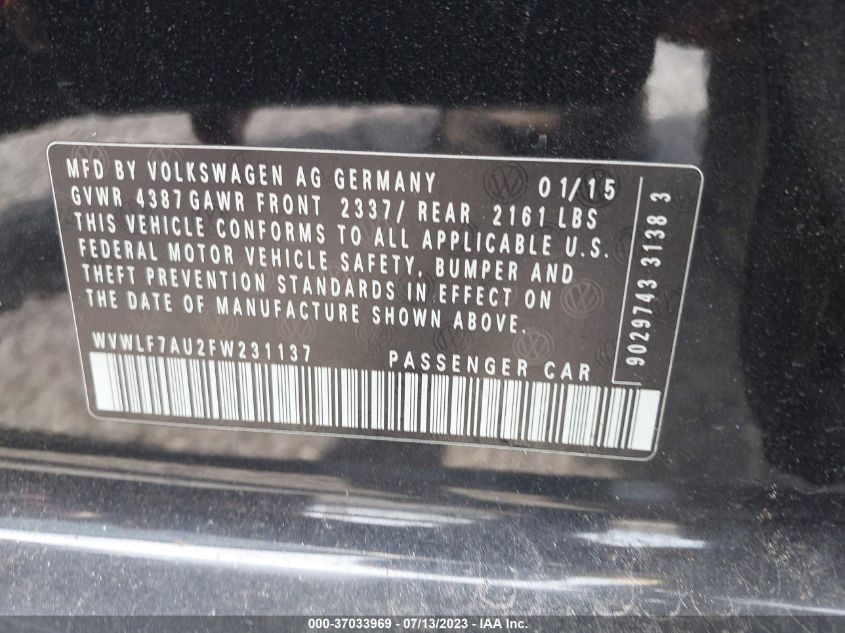 MFD BY VOLKSWAGEN AG GERMANY 01/15
GVWR 4387 GAWR FRONT 2337/ REAR 2161 LBS
THIS VEHICLE CONFORMS TO ALL APPLICABLE U.S.
FEDERAL MOTOR VEHICLE SAFETY, BUMPER AND
THEFT PREVENTION STANDARDS IN EFFECT ON
THE DATE OF MANUFACTURE SHOWN ABOVE.
WVWLF7AU2FW231137 PASSENGER CAR
9029743 3138 3
000-37033969 - 07/13/2023 - IAA Inc.